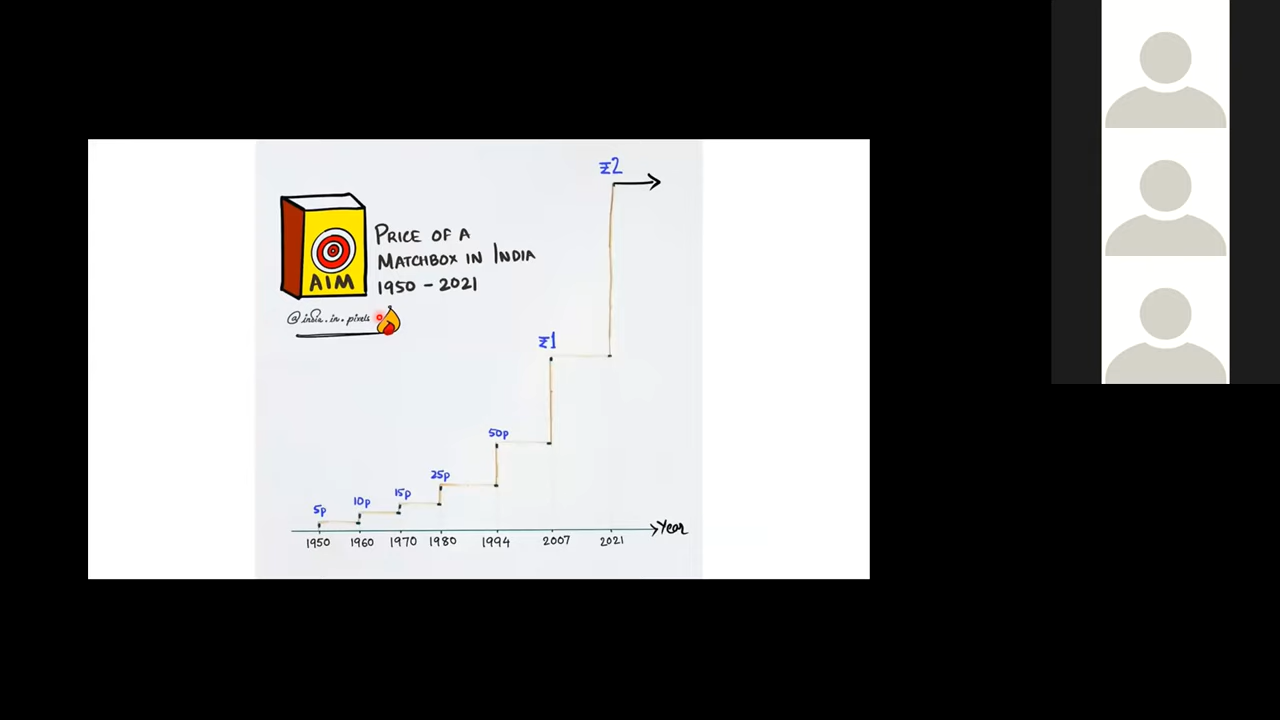 ₹2
PRICE OF A
MATCHBOX IN INDIA
1950 - 2021
AIM
@india.in.pixels
₹1
50p
25p
15p
10p
5p
Year
1950 1960 1970 1980 1994 2007 2021